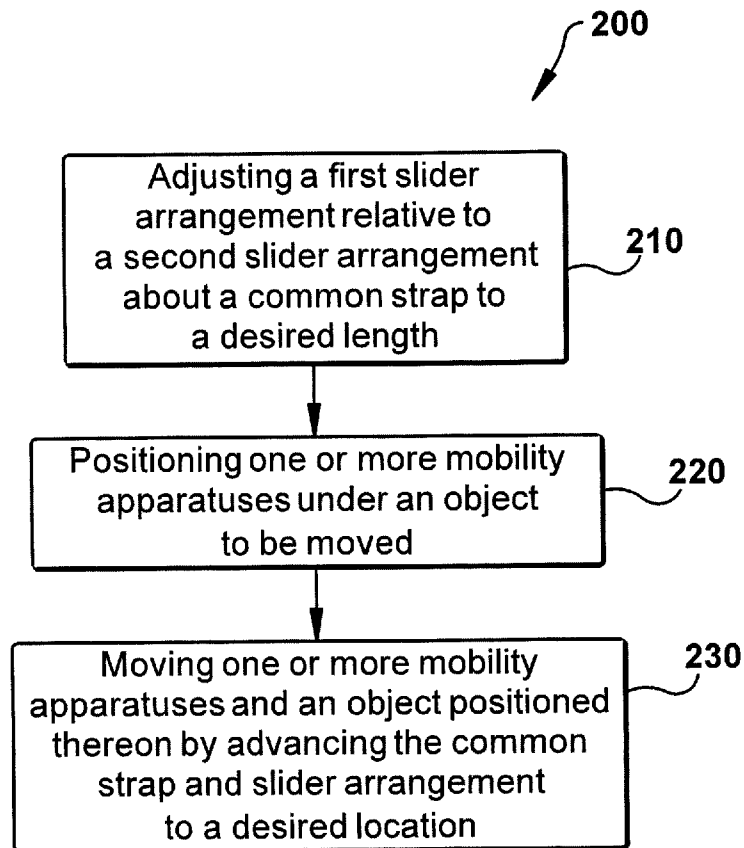 200
Adjusting a first slider
arrangement relative to
a second slider arrangement
about a common strap to
a desired length
210
Positioning one or more mobility
apparatuses under an object
to be moved
220
Moving one or more mobility
apparatuses and an object positioned
thereon by advancing the common
strap and slider arrangement
to a desired location
230